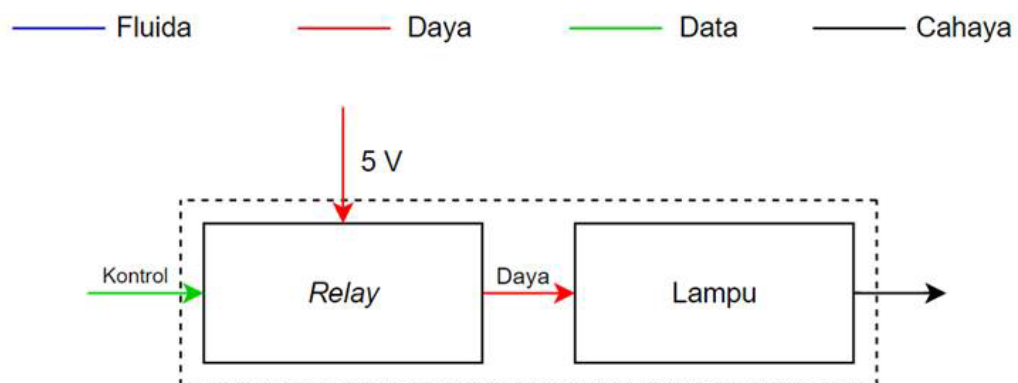 Fluida
Daya
Data
Cahaya
5 V
Kontrol
Relay
Daya
Lampu